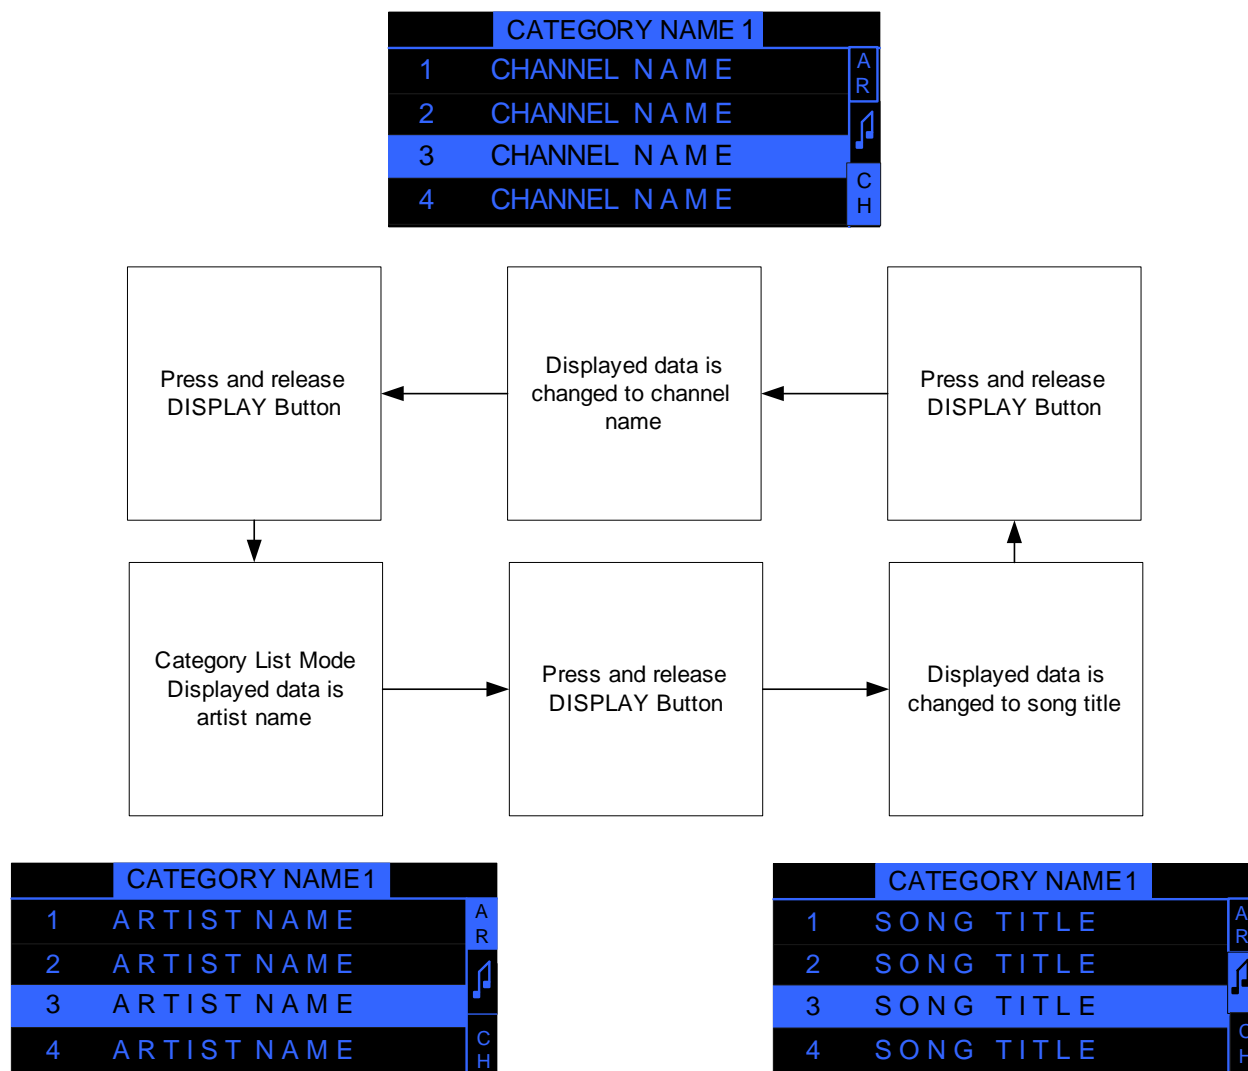 CATEGORY NAME 1
1 CHANNEL NAME
2 CHANNEL NAME
3 CHANNEL NAME
4 CHANNEL NAME
A
R
C
H
Press and release
DISPLAY Button
Displayed data is
changed to channel
name
Press and release
DISPLAY Button
Category List Mode
Displayed data is
artist name
Press and release
DISPLAY Button
Displayed data is
changed to song title
CATEGORY NAME1
1 ARTIST NAME
2 ARTIST NAME
3 ARTIST NAME
4 ARTIST NAME
A
R
C
H
CATEGORY NAME1
1 SONG TITLE
2 SONG TITLE
3 SONG TITLE
4 SONG TITLE
A
R
C
H